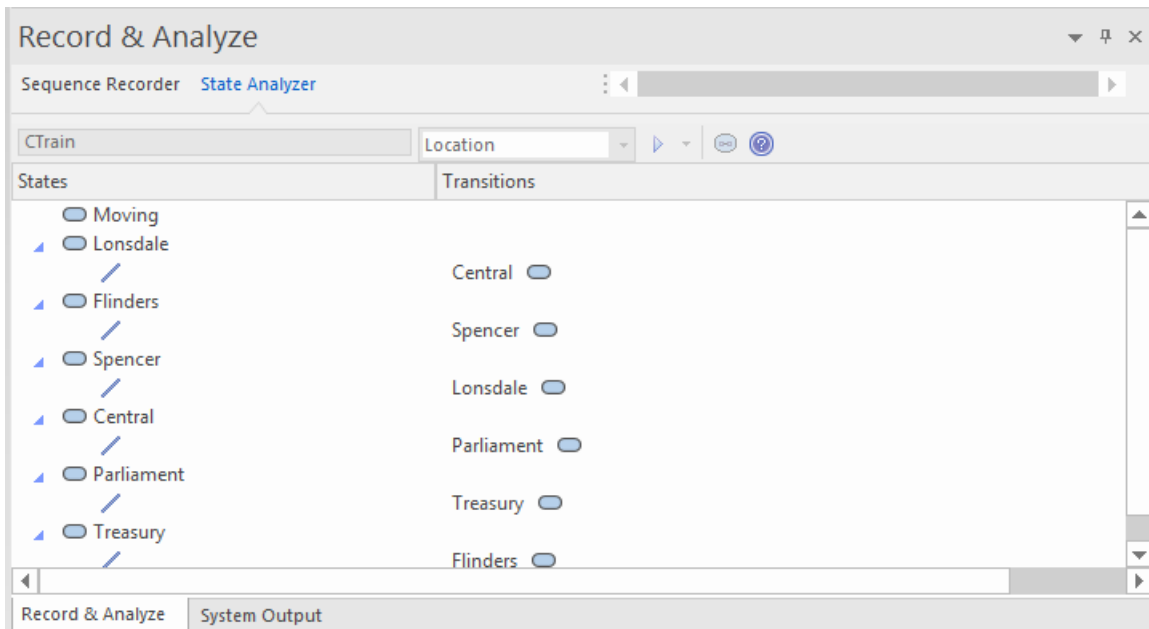 Record & Analyze
Sequence Recorder State Analyzer
CTrain Location
States Transitions
Moving
Lonsdale
Central
Flinders
Spencer
Spencer
Lonsdale
Central
Parliament
Parliament
Treasury
Treasury
Flinders
Record & Analyze System Output